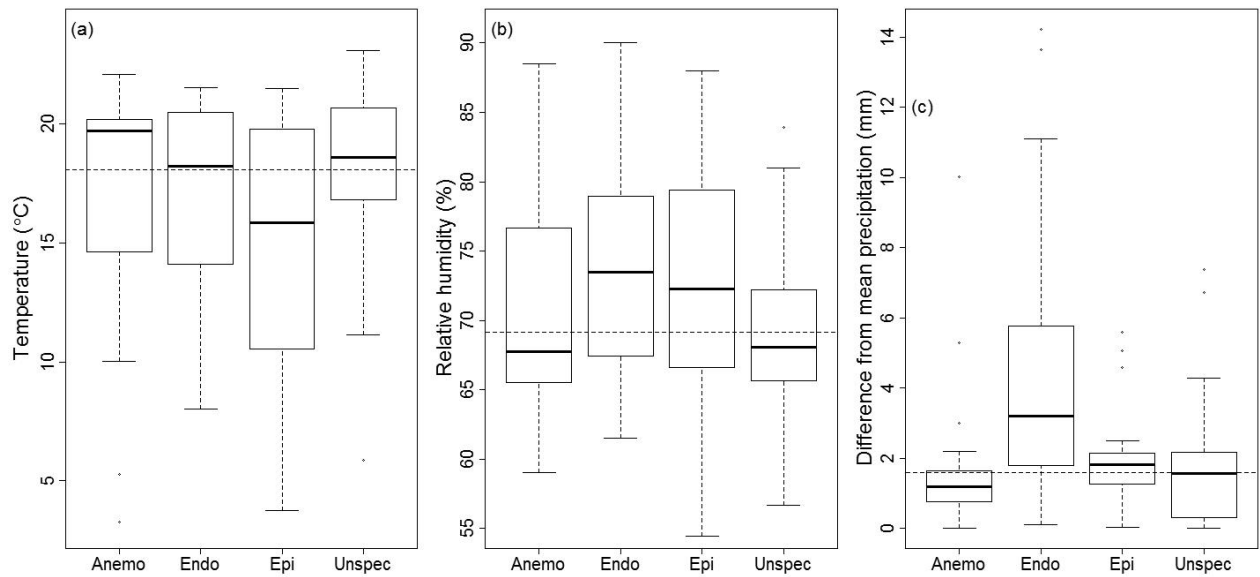 (a)
Temperature (°C)
20
15
10
5
Anemo Endo Epi Unspec
(b)
Relative humidity (%)
90
85
80
75
70
65
60
55
Anemo Endo Epi Unspec
(c)
Difference from mean precipitation (mm)
14
12
10
8
6
4
2
0
Anemo Endo Epi Unspec